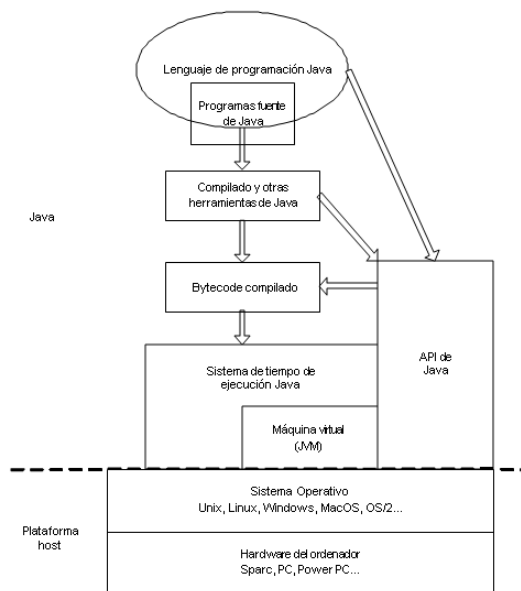 Lenguaje de programación Java
Programas fuente
de Java
Compilado y otras
herramientas de Java
Java
Bytecode compilado
Sistema de tiempo de
ejecución Java
API de
Java
Máquina virtual
(JVM)
Sistema Operativo
Unix, Linux, Windows, MacOS, OS/2...
Plataforma
host
Hardware del ordenador
Sparc, PC, Power PC...